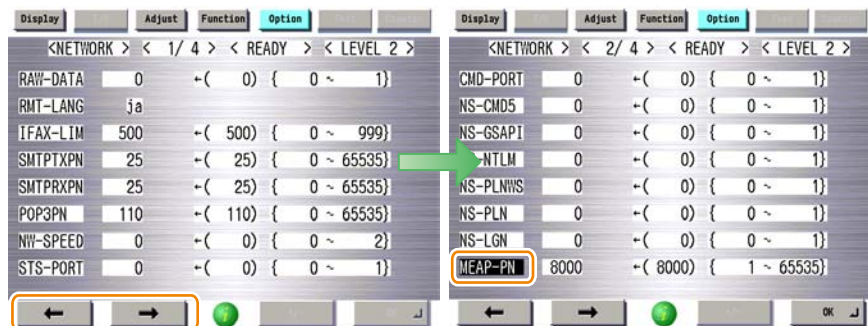 Display I/O Adjust Function Option Test Counter
<NETWORK > < 1/ 4 > < READY > < LEVEL 2 >
RAW-DATA 0 ←( 0) { 0 ~ 1}
RMT-LANG ja
IFAX-LIM 500 ←( 500) { 0 ~ 999}
SMTPTXPN 25 ←( 25) { 0 ~ 65535}
SMTPRXPN 25 ←( 25) { 0 ~ 65535}
POP3PN 110 ←( 110) { 0 ~ 65535}
NW-SPEED 0 ←( 0) { 0 ~ 2}
STS-PORT 0 ←( 0) { 0 ~ 1}
← → i +/- OK
Display I/O Adjust Function Option Test Counter
<NETWORK > < 2/ 4 > < READY > < LEVEL 2 >
CMD-PORT 0 ←( 0) { 0 ~ 1}
NS-CMD5 0 ←( 0) { 0 ~ 1}
NS-GSAPI 0 ←( 0) { 0 ~ 1}
-NTLM 0 ←( 0) { 0 ~ 1}
NS-PLNWS 0 ←( 0) { 0 ~ 1}
NS-PLN 0 ←( 0) { 0 ~ 1}
NS-LGN 0 ←( 0) { 0 ~ 1}
MEAP-PN 8000 ←( 8000) { 1 ~ 65535}
← → i +/- OK